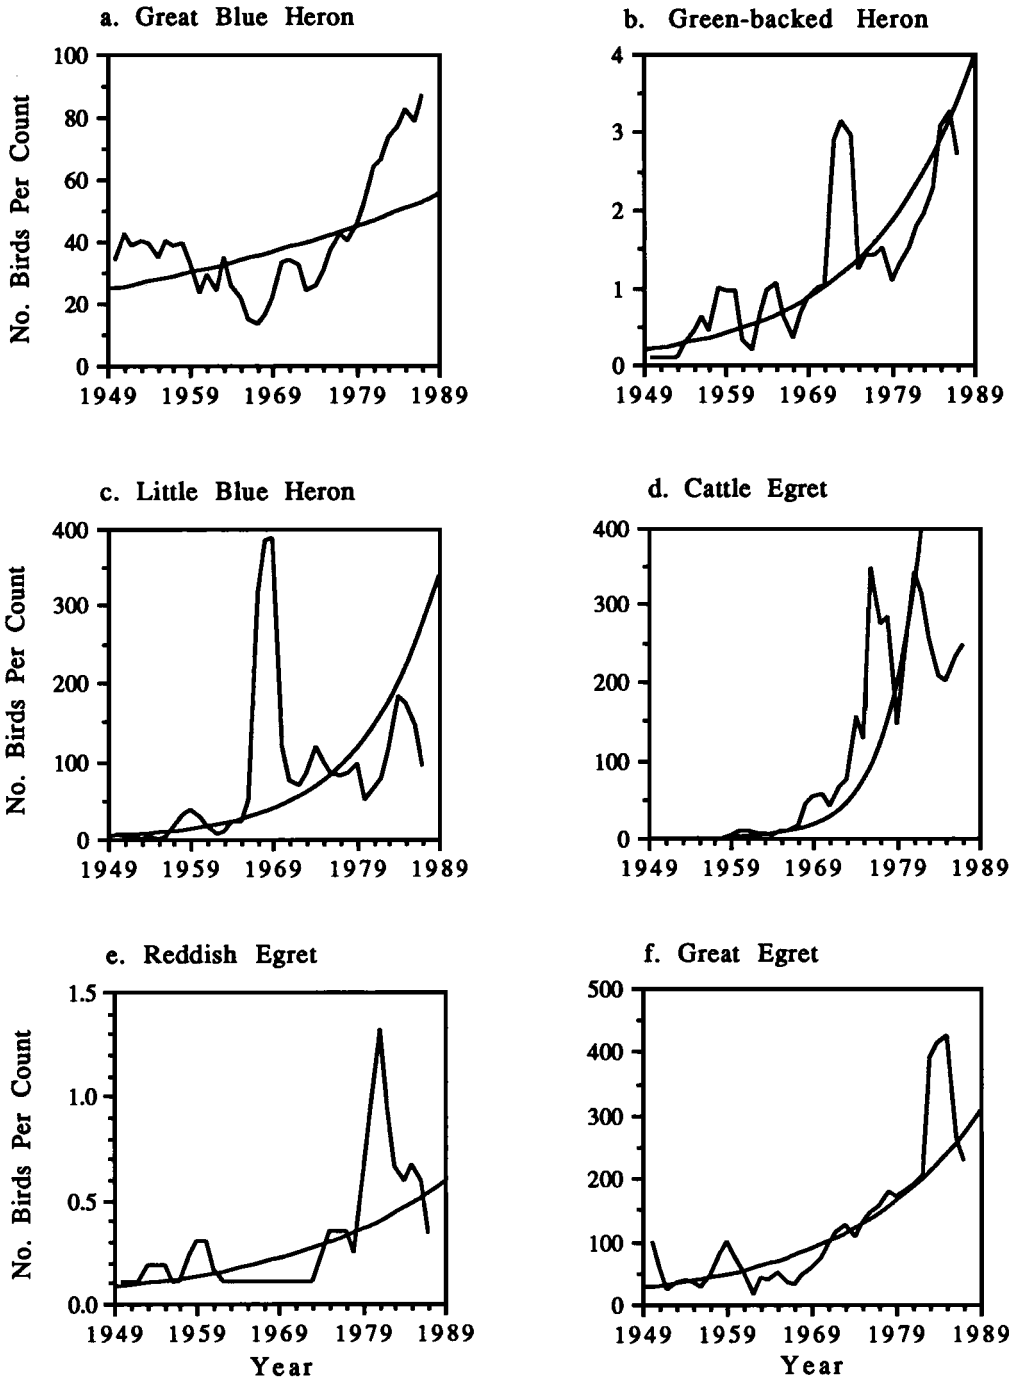 a. Great Blue Heron
No. Birds Per Count
100
80
60
40
20
0
1949 1959 1969 1979 1989
b. Green-backed Heron
4
3
2
1
0
1949 1959 1969 1979 1989
c. Little Blue Heron
No. Birds Per Count
400
300
200
100
0
1949 1959 1969 1979 1989
d. Cattle Egret
400
300
200
100
0
1949 1959 1969 1979 1989
e. Reddish Egret
No. Birds Per Count
1.5
1.0
0.5
0.0
1949 1959 1969 1979 1989
Year
f. Great Egret
500
400
300
200
100
0
1949 1959 1969 1979 1989
Year